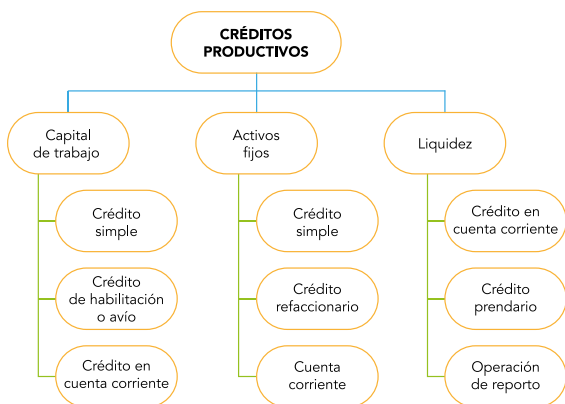 CRÉDITOS
PRODUCTIVOS
Capital
de trabajo
Crédito
simple
Crédito
de habilitación
o avío
Crédito en
cuenta corriente
Activos
fijos
Crédito
simple
Crédito
refaccionario
Cuenta
corriente
Liquidez
Crédito en
cuenta corriente
Crédito
prendario
Operación
de reporto